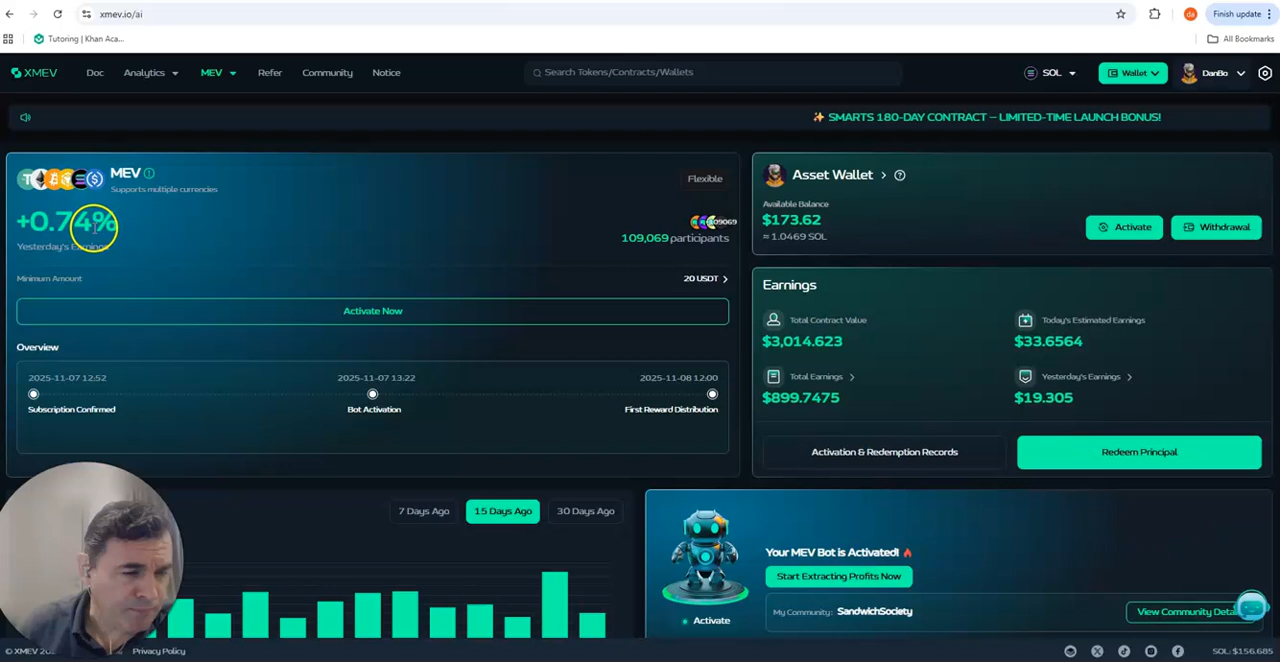 xmev.io/ai
da
Finish update
Tutoring | Khan Aca...
All Bookmarks
XMEV Doc Analytics MEV Refer Community Notice
Search Tokens/Contracts/Wallets
SOL Wallet DanBo
✨ SMARTS 180-DAY CONTRACT – LIMITED-TIME LAUNCH BONUS!
MEV
Supports multiple currencies
Flexible
+0.74%
Yesterday's Earnings
109,069 participants
Minimum Amount
20 USDT >
Activate Now
Overview
2025-11-07 12:52 2025-11-07 13:22 2025-11-08 12:00
Subscription Confirmed Bot Activation First Reward Distribution
Asset Wallet >
Available Balance
$173.62
≈ 1.0469 SOL
Activate Withdrawal
Earnings
Total Contract Value
$3,014.623
Today's Estimated Earnings
$33.6564
Total Earnings >
$899.7475
Yesterday's Earnings >
$19.305
Activation & Redemption Records
Redeem Principal
7 Days Ago 15 Days Ago 30 Days Ago
Your MEV Bot is Activated! 🔥
Start Extracting Profits Now
Activate
My Community: SandwichSociety
View Community
© XMEV
Privacy Policy
SOL: $156.685